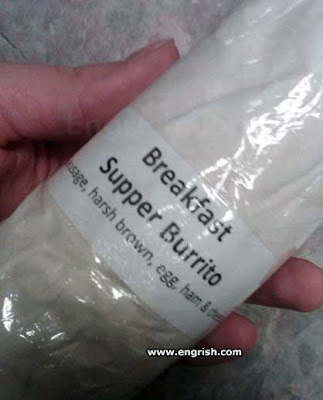 Breakfast
Supper Burrito
harsh brown, egg, ham &
www.engrish.com